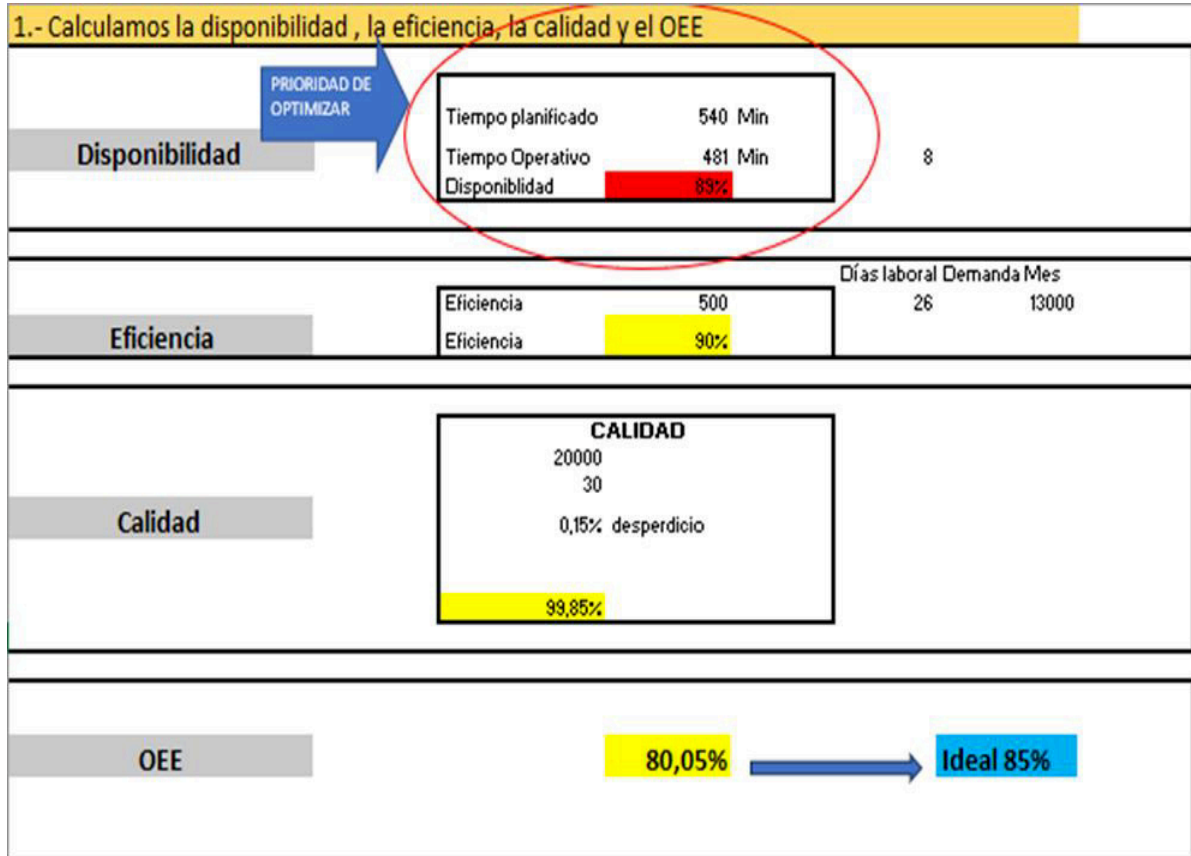 1.- Calculamos la disponibilidad , la eficiencia, la calidad y el OEE
PRIORIDAD DE
OPTIMIZAR
Disponibilidad
Tiempo planificado 540 Min
Tiempo Operativo 481 Min 8
Disponiblidad 89%
Días laboral Demanda Mes
Eficiencia 500 26 13000
Eficiencia
Eficiencia 90%
CALIDAD
20000
30
Calidad
0,15% desperdicio
99,85%
OEE
80,05%
Ideal 85%